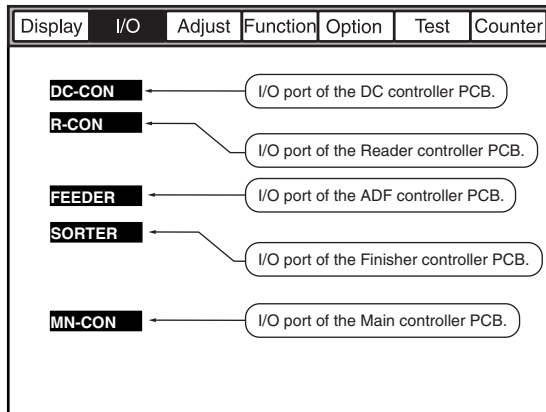 Display I/O Adjust Function Option Test Counter
DC-CON I/O port of the DC controller PCB.
R-CON
I/O port of the Reader controller PCB.
FEEDER I/O port of the ADF controller PCB.
SORTER
I/O port of the Finisher controller PCB.
MN-CON I/O port of the Main controller PCB.